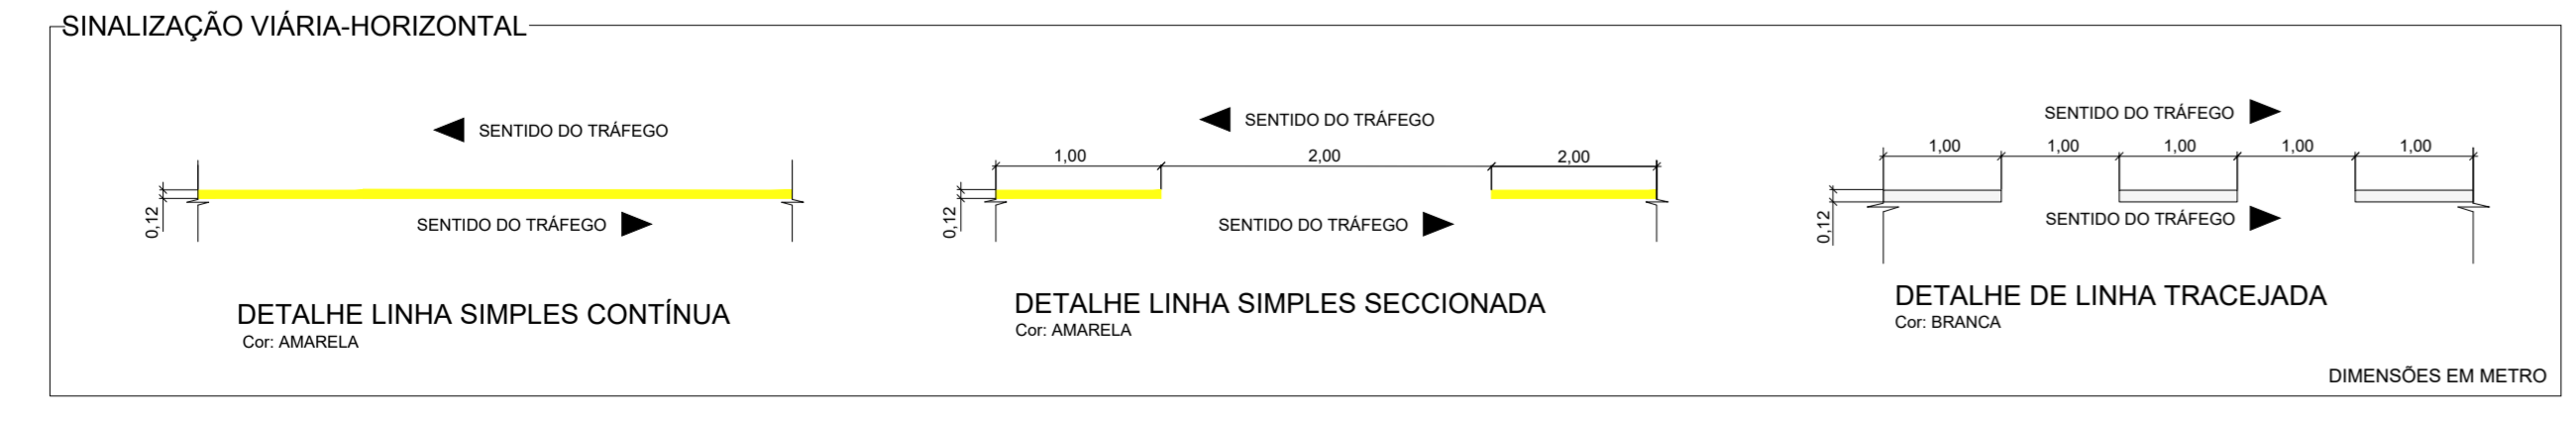 SINALIZAÇÃO VIÁRIA-HORIZONTAL
SENTIDO DO TRÁFEGO
0,12
SENTIDO DO TRÁFEGO
DETALHE LINHA SIMPLES CONTÍNUA
Cor: AMARELA
SENTIDO DO TRÁFEGO
1,00 2,00 2,00
0,12
SENTIDO DO TRÁFEGO
DETALHE LINHA SIMPLES SECCIONADA
Cor: AMARELA
SENTIDO DO TRÁFEGO
1,00 1,00 1,00 1,00 1,00
0,12
SENTIDO DO TRÁFEGO
DETALHE DE LINHA TRACEJADA
Cor: BRANCA
DIMENSÕES EM METRO